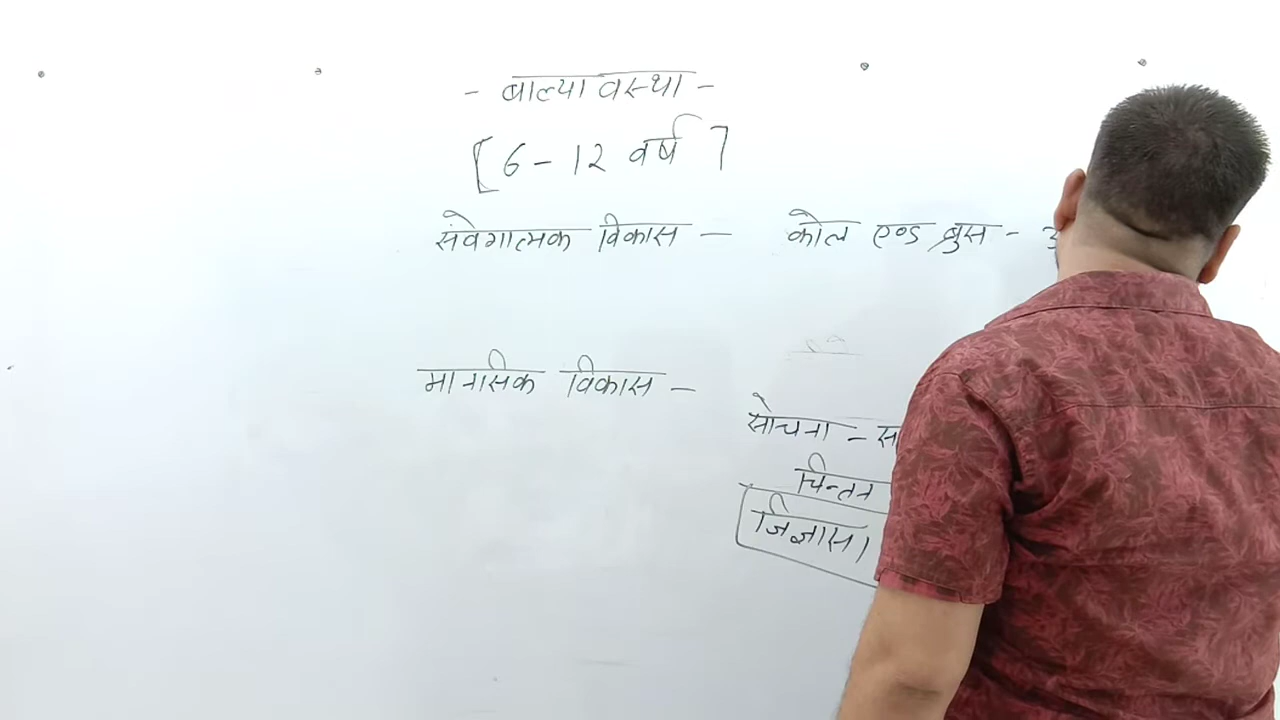 - बाल्यावस्था -
[ 6 - 12 वर्ष ]
संवेगात्मक विकास - कोल एण्ड ब्रुस -
मानसिक विकास -
सोचना -
चिन्तन
जिज्ञासा